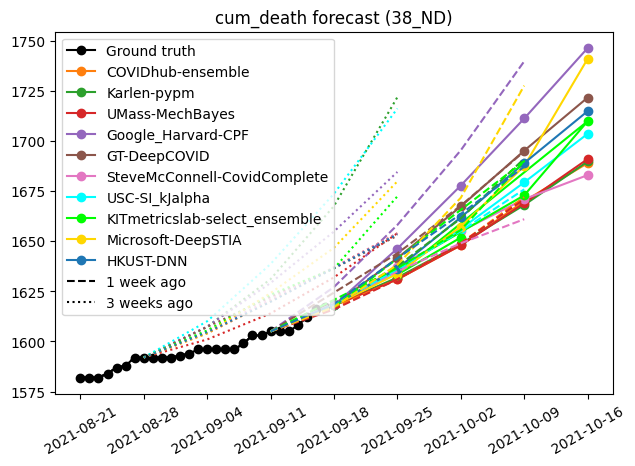 cum_death forecast (38_ND)
1750
1725
1700
1675
1650
1625
1600
1575
Ground truth
COVIDhub-ensemble
Karlen-pypm
UMass-MechBayes
Google_Harvard-CPF
GT-DeepCOVID
SteveMcConnell-CovidComplete
USC-SI_kJalpha
KITmetricslab-select_ensemble
Microsoft-DeepSTIA
HKUST-DNN
1 week ago
3 weeks ago
2021-08-21
2021-08-28
2021-09-04
2021-09-11
2021-09-18
2021-09-25
2021-10-02
2021-10-09
2021-10-16